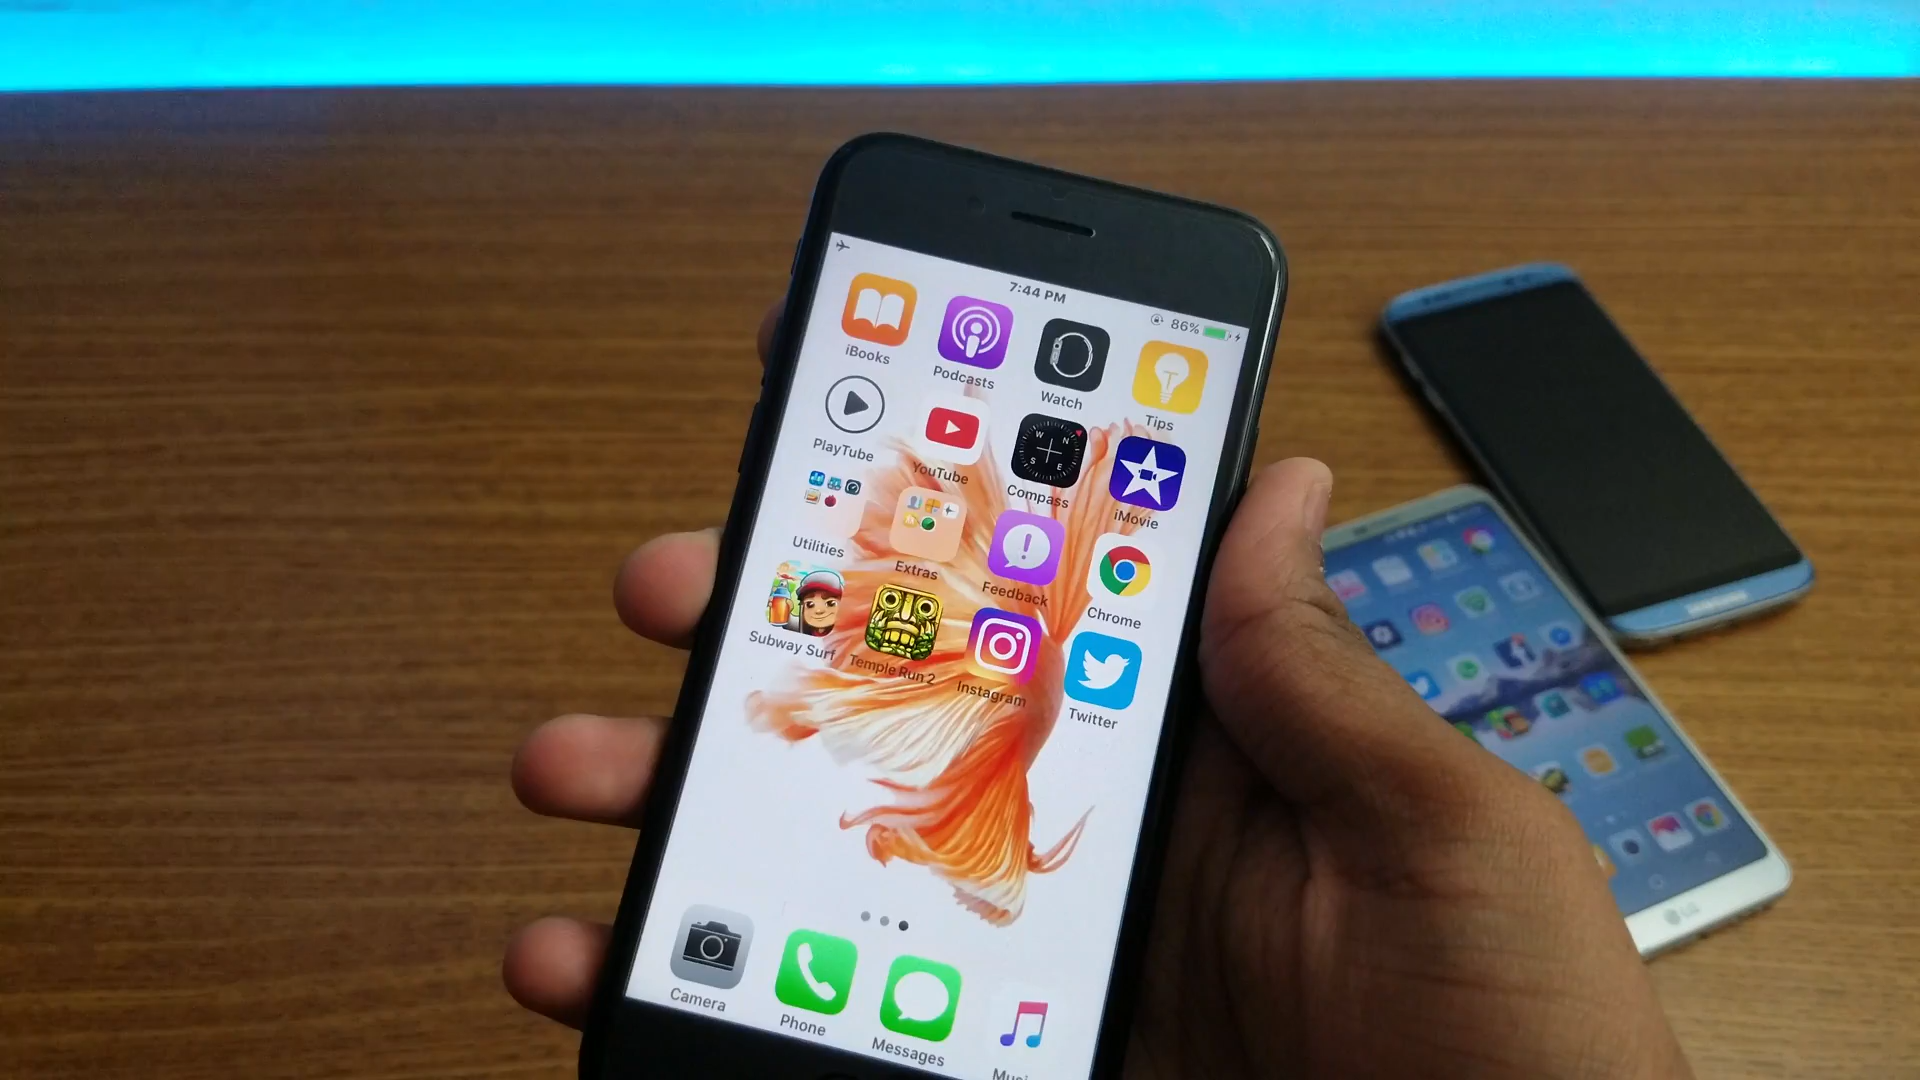 7:44 PM
86%
iBooks
Podcasts
Watch
Tips
PlayTube
YouTube
Compass
iMovie
W N
S E
Utilities
Extras
Feedback
Chrome
Subway Surf
Temple Run 2
Instagram
Twitter
Camera
Phone
Messages
LG